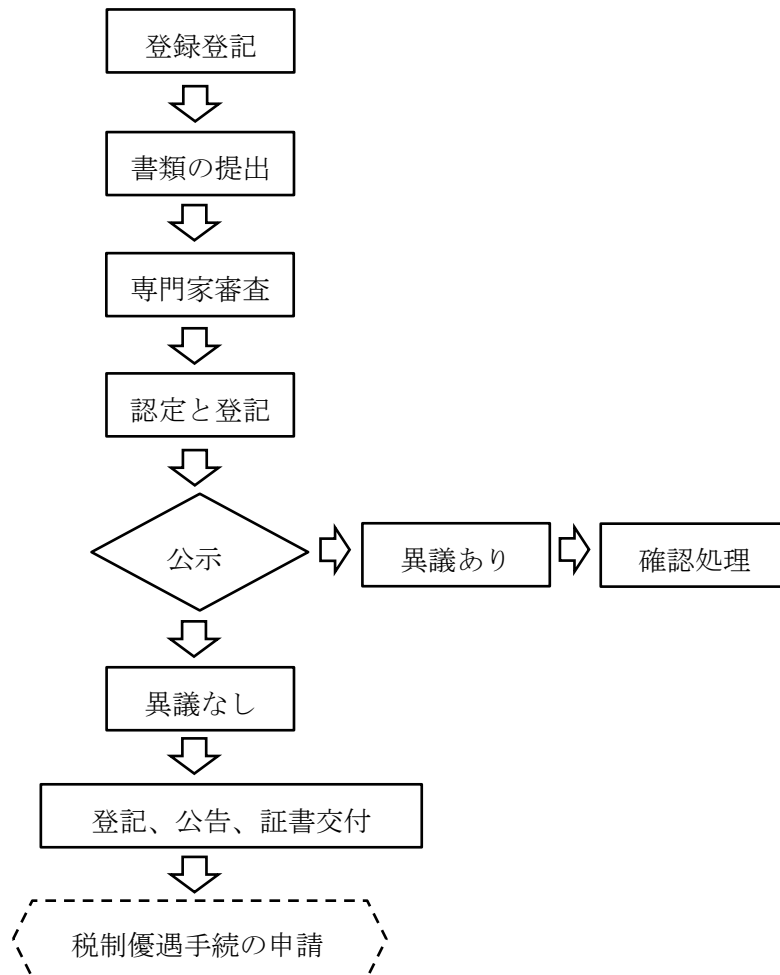 登録登記
書類の提出
専門家審査
認定と登記
公示
異議あり
確認処理
異議なし
登記、公告、証書交付
税制優遇手続の申請